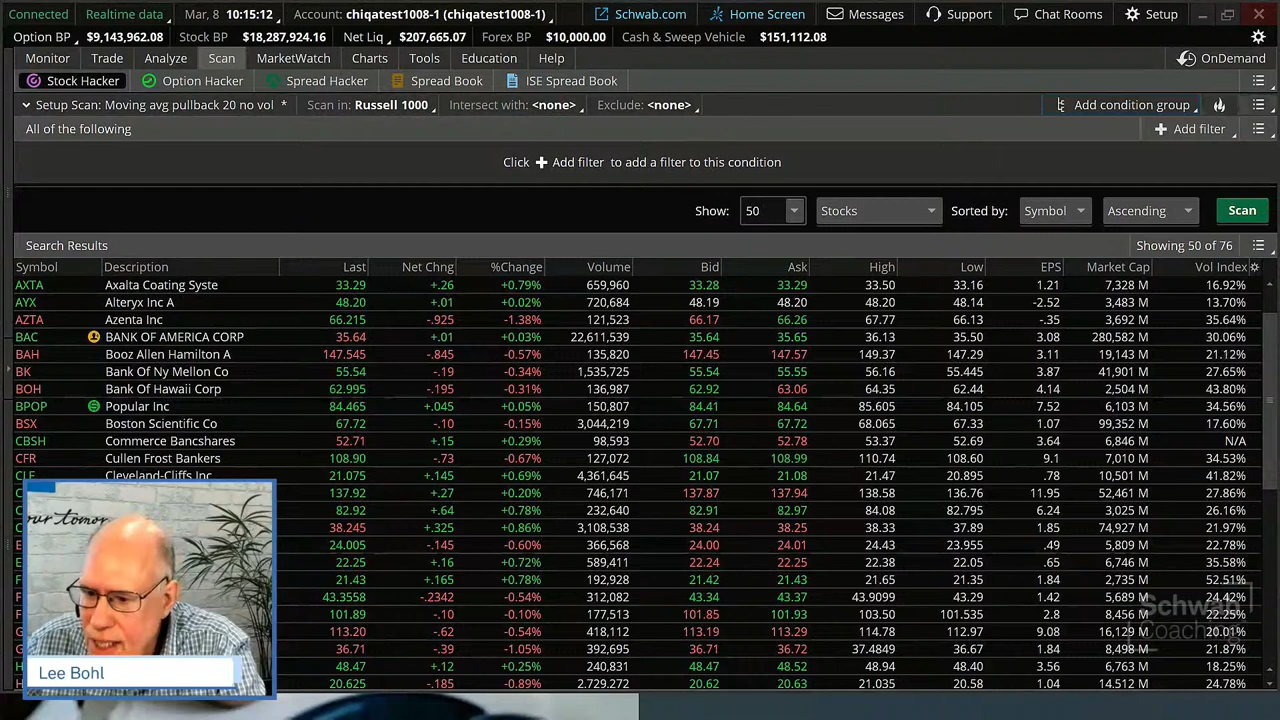 Connected Realtime data Mar, 8 10:15:12 Account: chiqatest1008-1 (chiqatest1008-1) Schwab.com Home Screen Messages Support Chat Rooms Setup
Option BP $9,143,962.08 Stock BP $18,287,924.16 Net Liq $207,665.07 Forex BP $10,000.00 Cash & Sweep Vehicle $151,112.08
Monitor Trade Analyze Scan MarketWatch Charts Tools Education Help OnDemand
Stock Hacker Option Hacker Spread Hacker Spread Book ISE Spread Book
Setup Scan: Moving avg pullback 20 no vol * Scan in: Russell 1000 Intersect with: <none> Exclude: <none> Add condition group
All of the following Add filter
Click Add filter to add a filter to this condition
Show: 50 Stocks Sorted by: Symbol Ascending Scan
Search Results Showing 50 of 76
Symbol Description Last Net Chng %Change Volume Bid Ask High Low EPS Market Cap Vol Index
AXTA Axalta Coating Syste 33.29 +.26 +0.79% 659,960 33.28 33.29 33.50 33.16 1.21 7,328 M 16.92%
AYX Alteryx Inc A 48.20 +.01 +0.02% 720,684 48.19 48.20 48.20 48.14 -2.52 3,483 M 13.70%
AZTA Azenta Inc 66.215 -.925 -1.38% 121,523 66.17 66.26 67.77 66.13 -.35 3,692 M 35.64%
BAC BANK OF AMERICA CORP 35.64 +.01 +0.03% 22,611,539 35.64 35.65 36.13 35.50 3.08 280,582 M 30.06%
BAH Booz Allen Hamilton A 147.545 -.845 -0.57% 135,820 147.45 147.57 149.37 147.29 3.11 19,143 M 21.12%
BK Bank Of Ny Mellon Co 55.54 -.19 -0.34% 1,535,725 55.54 55.55 56.16 55.445 3.87 41,901 M 27.65%
BOH Bank Of Hawaii Corp 62.995 -.195 -0.31% 136,987 62.92 63.06 64.35 62.44 4.14 2,504 M 43.80%
BPOP Popular Inc 84.465 +.045 +0.05% 150,807 84.41 84.64 85.605 84.105 7.52 6,103 M 34.56%
BSX Boston Scientific Co 67.72 -.10 -0.15% 3,044,219 67.71 67.72 68.065 67.33 1.07 99,352 M 17.60%
CBSH Commerce Bancshares 52.71 +.15 +0.29% 98,593 52.70 52.78 53.37 52.69 3.64 6,846 M N/A
CFR Cullen Frost Bankers 108.90 -.73 -0.67% 127,072 108.84 108.99 110.74 108.60 9.1 7,010 M 34.53%
CLF Cleveland-Cliffs Inc 21.075 +.145 +0.69% 4,361,645 21.07 21.08 21.47 20.895 .78 10,501 M 41.82%
C 137.92 +.27 +0.20% 746,171 137.87 137.94 138.58 136.76 11.95 52,461 M 27.86%
C 82.92 +.64 +0.78% 232,640 82.91 82.97 84.08 82.795 6.24 3,025 M 26.16%
C 38.245 +.325 +0.86% 3,108,538 38.24 38.25 38.33 37.89 1.85 74,927 M 21.97%
E 24.005 -.145 -0.60% 366,568 24.00 24.01 24.43 23.955 .49 5,809 M 22.78%
E 22.25 +.16 +0.72% 589,411 22.24 22.25 22.38 22.05 .65 6,746 M 35.58%
F 21.43 +.165 +0.78% 192,928 21.42 21.43 21.65 21.35 1.84 2,735 M 52.51%
F 43.3558 -.2342 -0.54% 312,082 43.34 43.37 43.9099 43.29 1.42 5,689 M 24.42%
F 101.89 -.10 -0.10% 177,513 101.85 101.93 103.50 101.535 2.8 8,456 M 22.25%
G 113.20 -.62 -0.54% 418,112 113.19 113.29 114.78 112.97 9.08 16,129 M 20.01%
G 36.71 -.39 -1.05% 392,695 36.71 36.72 37.4849 36.67 1.84 8,498 M 21.87%
H 48.47 +.12 +0.25% 240,831 48.47 48.52 48.94 48.40 3.56 6,763 M 18.25%
H 20.625 -.185 -0.89% 2,729,272 20.62 20.63 21.035 20.58 1.04 14,512 M 24.78%
Schwab
Coaching
our tomor
Lee Bohl